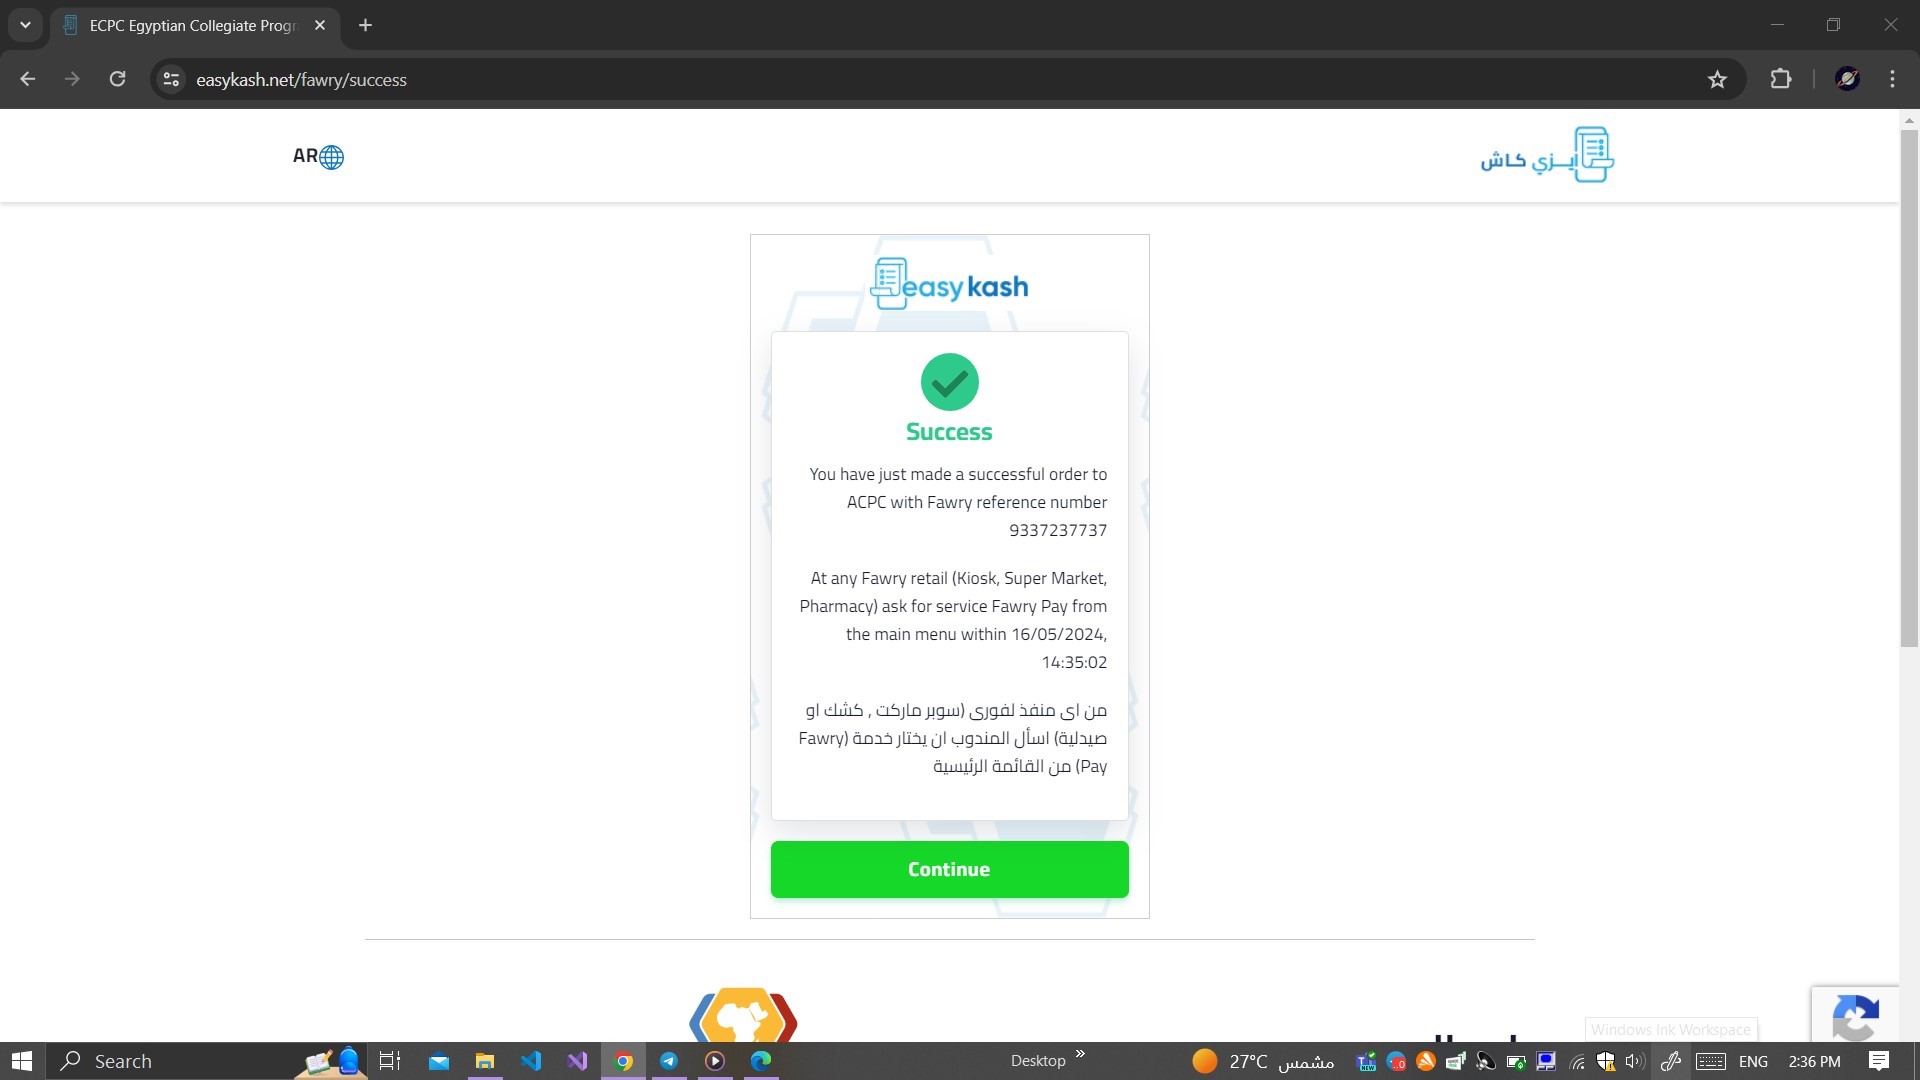 ECPC Egyptian Collegiate Progr
easykash.net/fawry/success
AR
ايزي كاش
easykash
Success
You have just made a successful order to
ACPC with Fawry reference number
9337237737
At any Fawry retail (Kiosk, Super Market,
Pharmacy) ask for service Fawry Pay from
the main menu within 16/05/2024,
14:35:02
من اى منفذ لفورى (سوبر ماركت , كشك او
صيدلية) اسأل المندوب ان يختار خدمة (Fawry
Pay) من القائمة الرئيسية
Continue
Windows Ink Workspace
Search
Desktop
27°C مشمس
ENG
2:36 PM